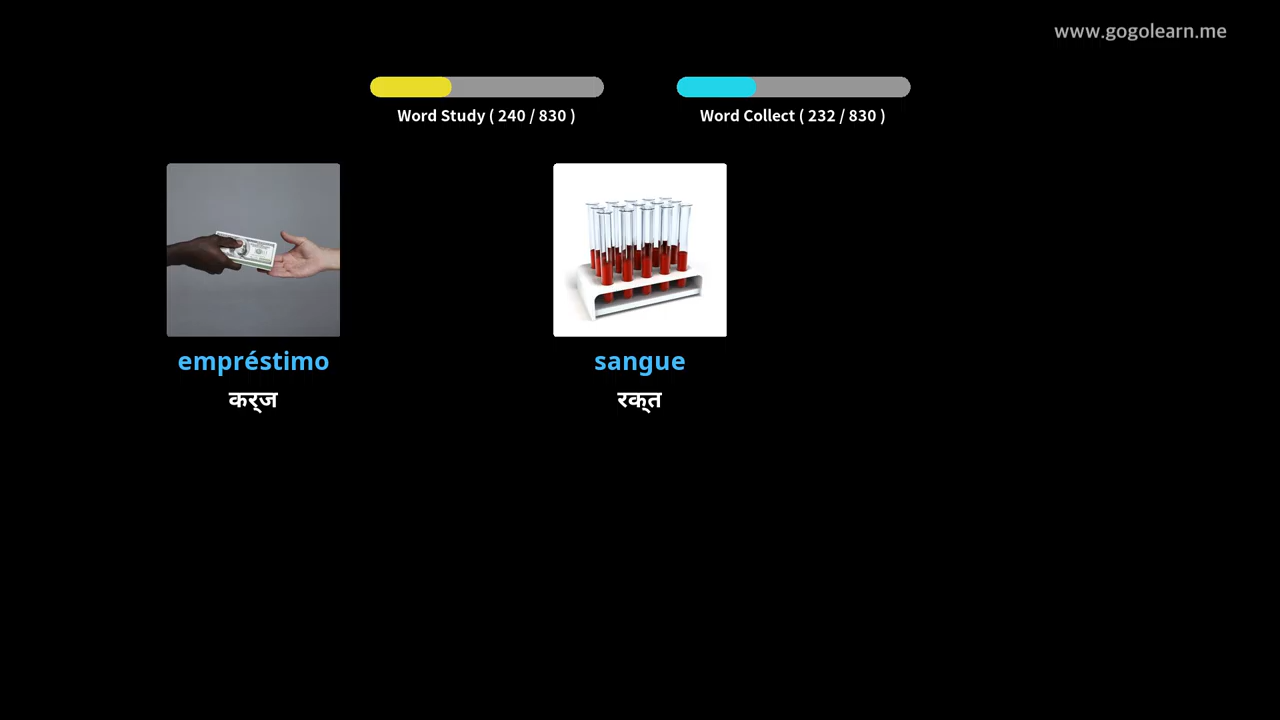 www.gogolearn.me
Word Study ( 240 / 830 )
Word Collect ( 232 / 830 )
empréstimo
कर्ज
sangue
रक्त